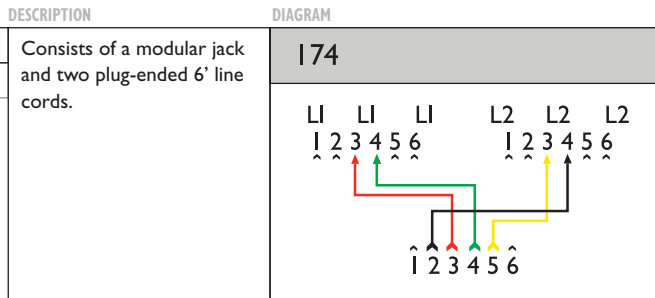 DESCRIPTION
DIAGRAM
Consists of a modular jack
and two plug-ended 6’ line
cords.
174
L1 L1 L1 L2 L2 L2
1 2 3 4 5 6 1 2 3 4 5 6
1 2 3 4 5 6